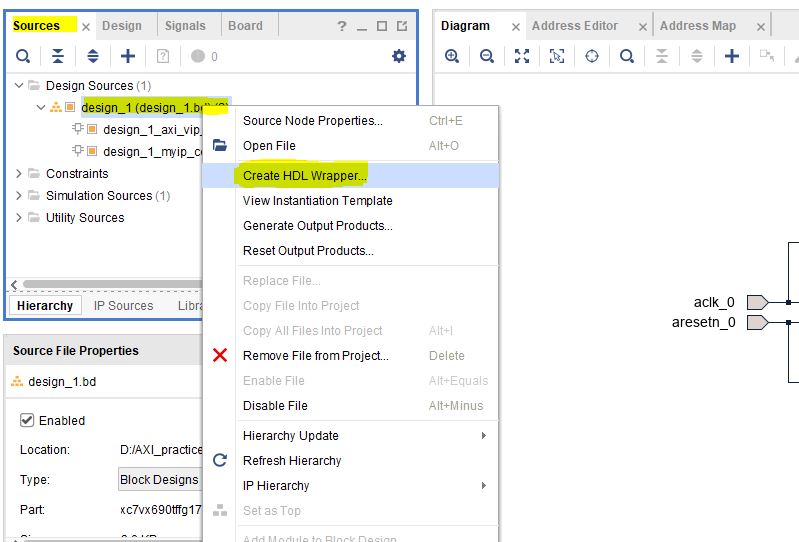 Sources
Design
Signals
Board
Diagram
Address Editor
Address Map
0
Design Sources (1)
design_1 (design_1.bd) (2)
design_1_axi_vip_
design_1_myip_co
Constraints
Simulation Sources (1)
Utility Sources
Hierarchy
IP Sources
Libra
Source File Properties
design_1.bd
Enabled
Location:
D:/AXI_practice
Type:
Block Designs
Part:
xc7vx690tffg17
Source Node Properties...
Ctrl+E
Open File
Alt+O
Create HDL Wrapper...
View Instantiation Template
Generate Output Products...
Reset Output Products...
Replace File...
Copy File Into Project
Copy All Files Into Project
Alt+I
Remove File from Project...
Delete
Enable File
Alt+Equals
Disable File
Alt+Minus
Hierarchy Update
Refresh Hierarchy
IP Hierarchy
Set as Top
Add Module to Block Design
aclk_0
aresetn_0